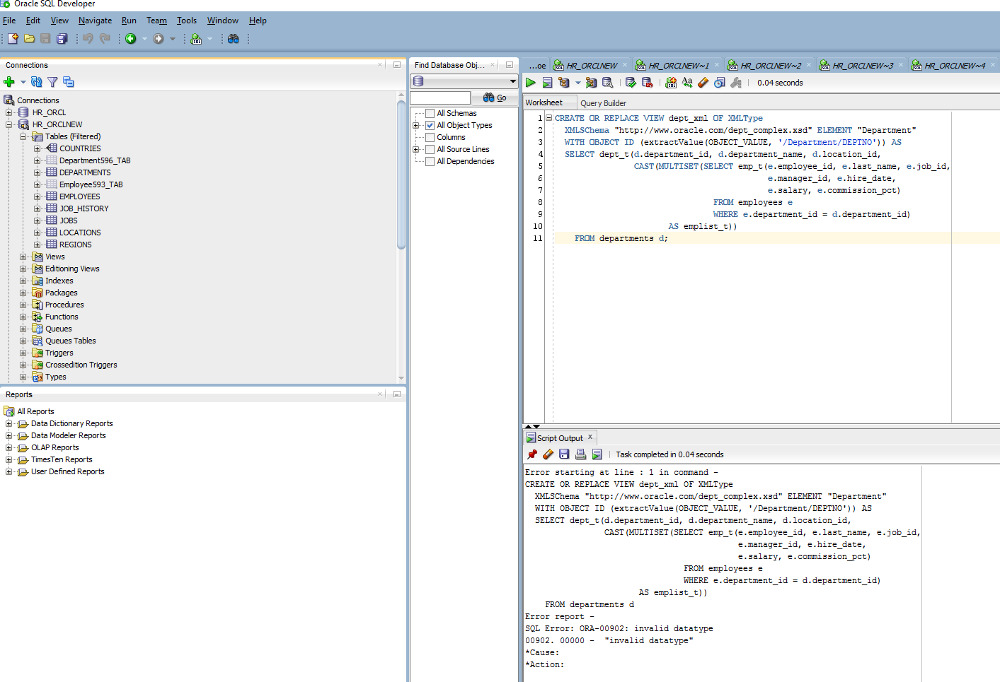 Oracle SQL Developer
File Edit View Navigate Run Team Tools Window Help
Connections
Connections
HR_ORCL
HR_ORCLNEW
Tables (Filtered)
COUNTRIES
Department596_TAB
DEPARTMENTS
Employee593_TAB
EMPLOYEES
JOB_HISTORY
JOBS
LOCATIONS
REGIONS
Views
Editioning Views
Indexes
Packages
Procedures
Functions
Queues
Queues Tables
Triggers
Crossedition Triggers
Types
Reports
All Reports
Data Dictionary Reports
Data Modeler Reports
OLAP Reports
TimesTen Reports
User Defined Reports
Find Database Obj...
Go
All Schemas
All Object Types
Columns
All Source Lines
All Dependencies
...oe HR_ORCLNEW HR_ORCLNEW~1 HR_ORCLNEW~2 HR_ORCLNEW~3 HR_ORCLNEW~4
0.04 seconds
Worksheet Query Builder
1 CREATE OR REPLACE VIEW dept_xml OF XMLType
2 XMLSchema "http://www.oracle.com/dept_complex.xsd" ELEMENT "Department"
3 WITH OBJECT ID (extractValue(OBJECT_VALUE, '/Department/DEPTNO')) AS
4 SELECT dept_t(d.department_id, d.department_name, d.location_id,
5 CAST(MULTISET(SELECT emp_t(e.employee_id, e.last_name, e.job_id,
6 e.manager_id, e.hire_date,
7 e.salary, e.commission_pct)
8 FROM employees e
9 WHERE e.department_id = d.department_id)
10 AS emplist_t))
11 FROM departments d;
Script Output
Task completed in 0.04 seconds
Error starting at line : 1 in command -
CREATE OR REPLACE VIEW dept_xml OF XMLType
XMLSchema "http://www.oracle.com/dept_complex.xsd" ELEMENT "Department"
WITH OBJECT ID (extractValue(OBJECT_VALUE, '/Department/DEPTNO')) AS
SELECT dept_t(d.department_id, d.department_name, d.location_id,
CAST(MULTISET(SELECT emp_t(e.employee_id, e.last_name, e.job_id,
e.manager_id, e.hire_date,
e.salary, e.commission_pct)
FROM employees e
WHERE e.department_id = d.department_id)
AS emplist_t))
FROM departments d
Error report -
SQL Error: ORA-00902: invalid datatype
00902. 00000 - "invalid datatype"
*Cause:
*Action: